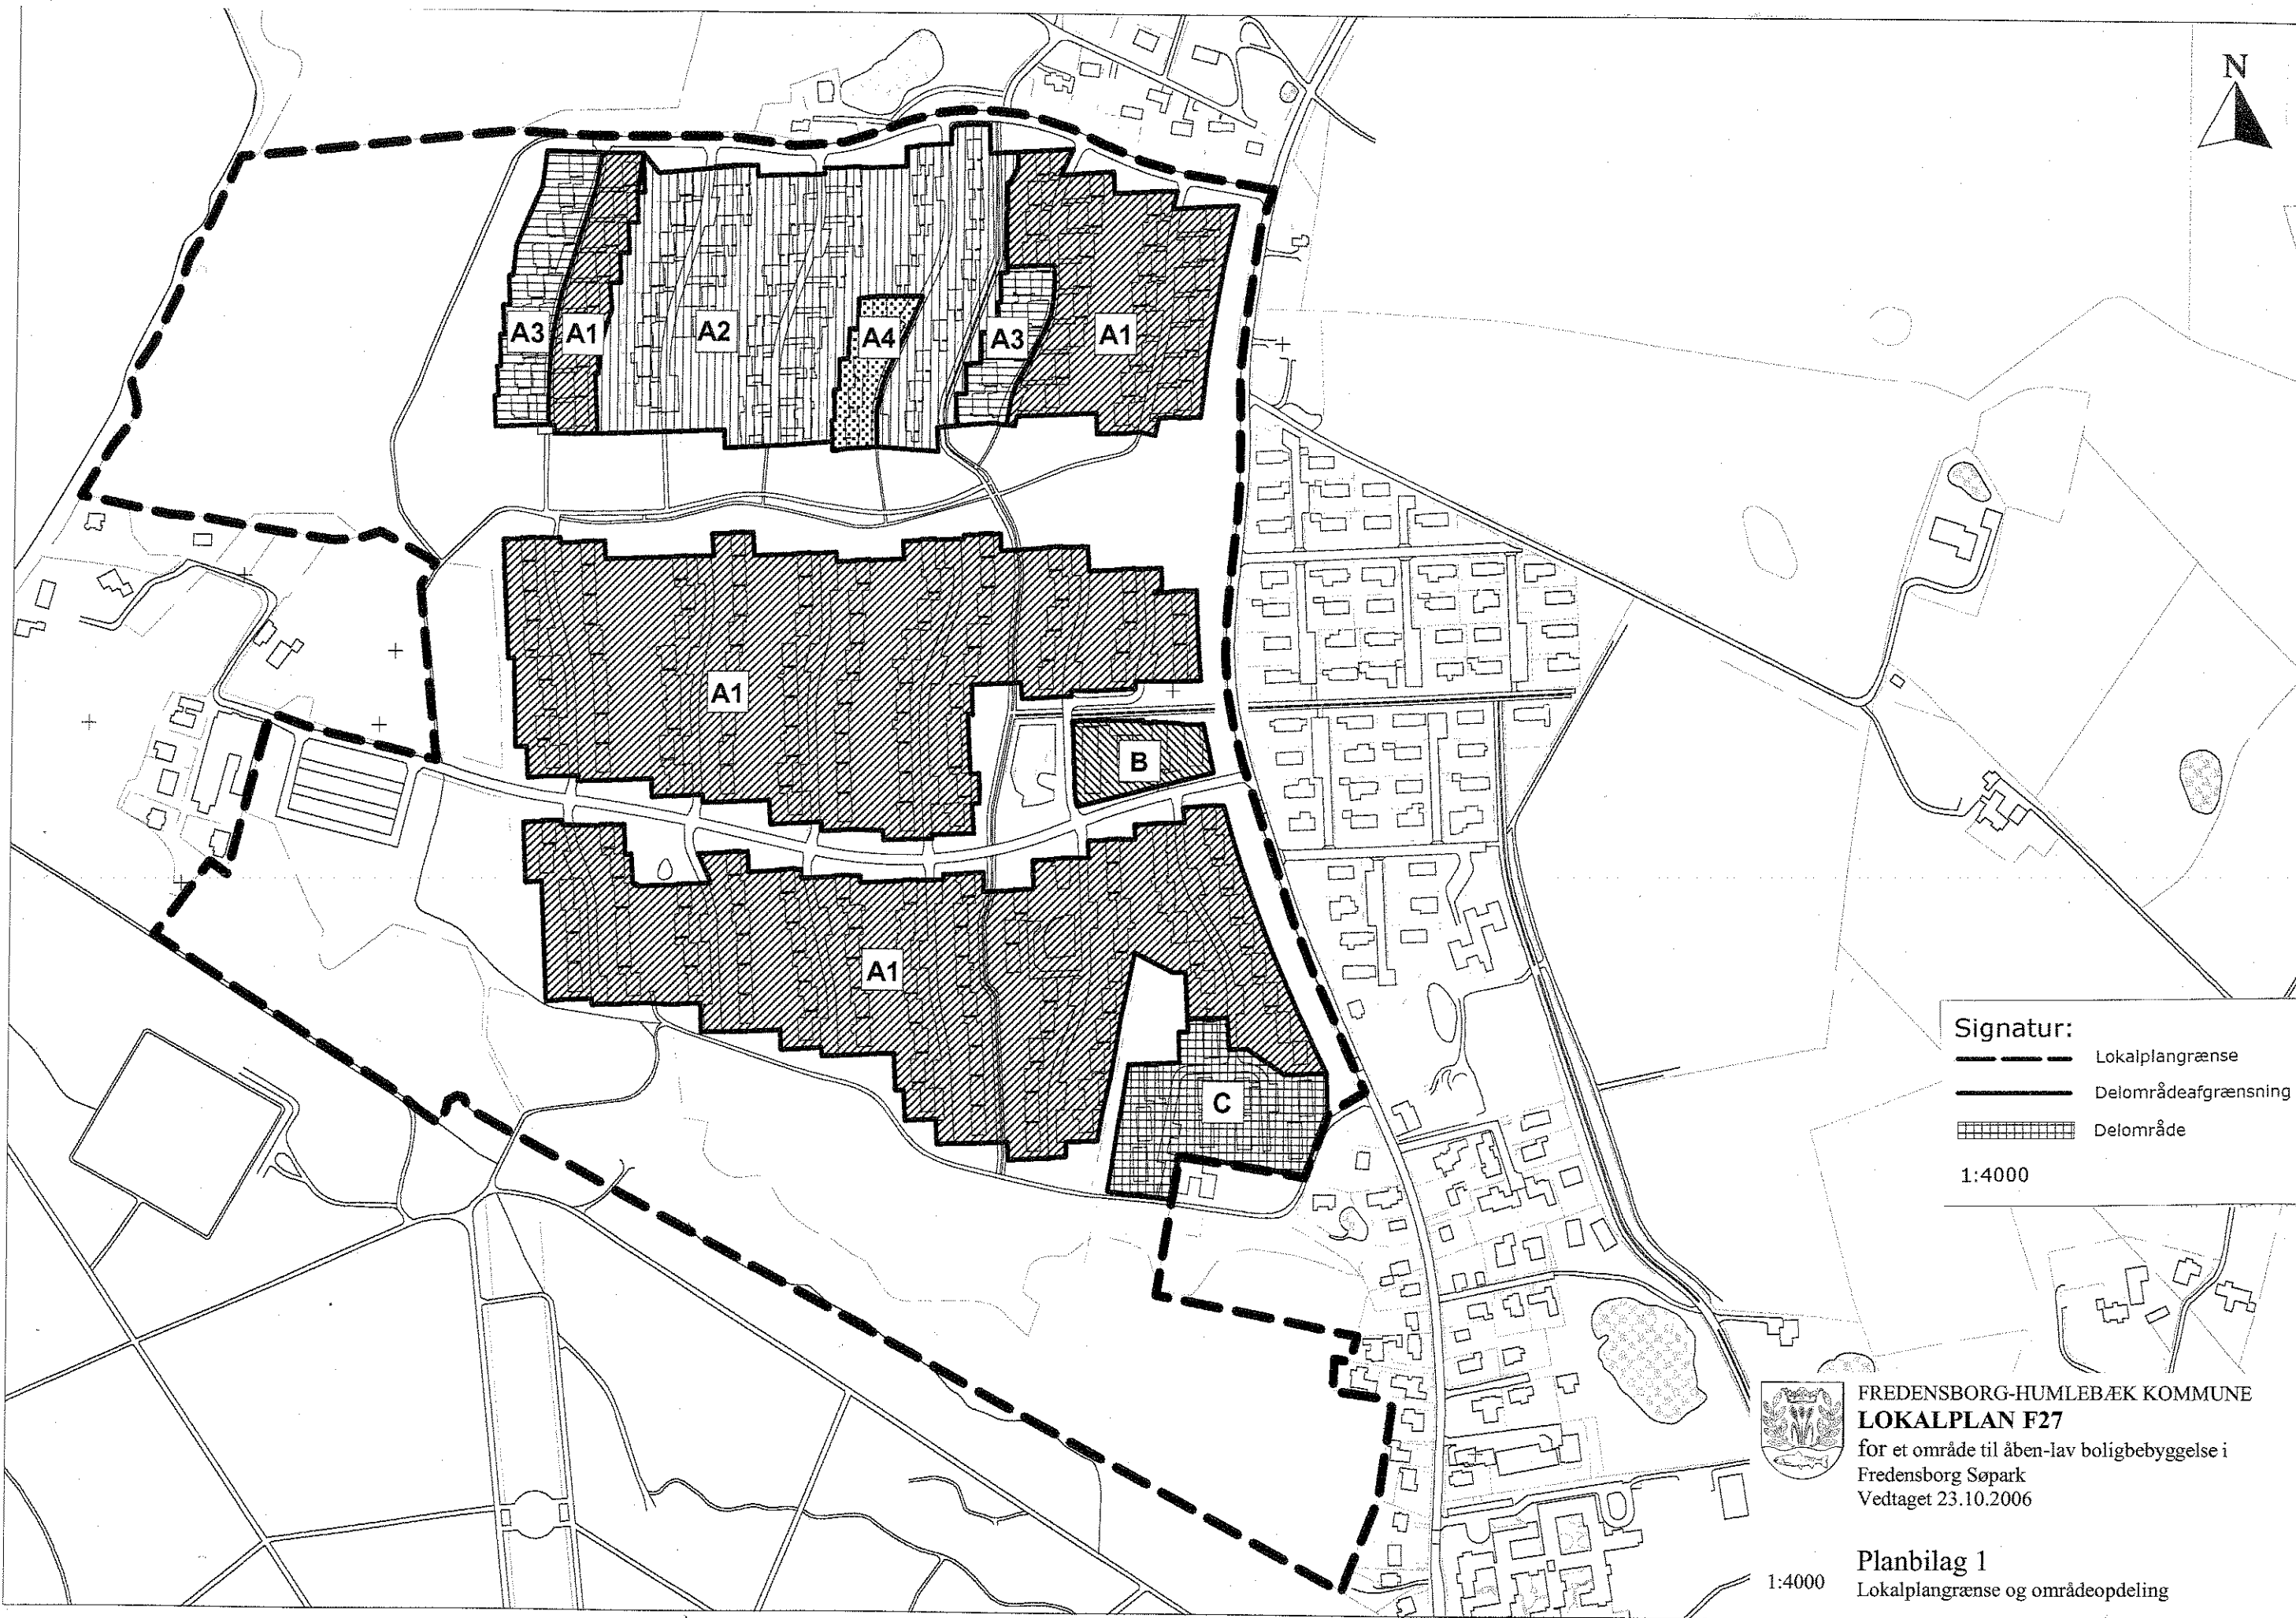 N
A3
A1
A2
A4
A3
A1
A1
B
A1
C
Signatur:
Lokalplangrænse
Delområdeafgrænsning
Delområde
1:4000
FREDENSBORG-HUMLEBÆK KOMMUNE
LOKALPLAN F27
for et område til åben-lav boligbebyggelse i
Fredensborg Søpark
Vedtaget 23.10.2006
1:4000
Planbilag 1
Lokalplangrænse og områdeopdeling